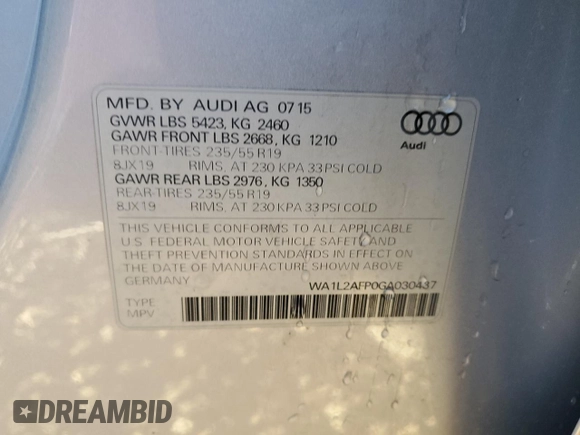 MFD. BY AUDI AG 0715
GVWR LBS 5423, KG 2460
GAWR FRONT LBS 2668, KG 1210
FRONT-TIRES 235/55 R19
8JX19 RIMS, AT 230 KPA 33 PSI COLD
GAWR REAR LBS 2976, KG 1350
REAR-TIRES 235/55 R19
8JX19 RIMS, AT 230 KPA 33 PSI COLD
Audi
THIS VEHICLE CONFORMS TO ALL APPLICABLE
U.S. FEDERAL MOTOR VEHICLE SAFETY AND
THEFT PREVENTION STANDARDS IN EFFECT ON
THE DATE OF MANUFACTURE SHOWN ABOVE.
GERMANY WA1L2AFP0GA030437
TYPE
MPV
DREAMBID